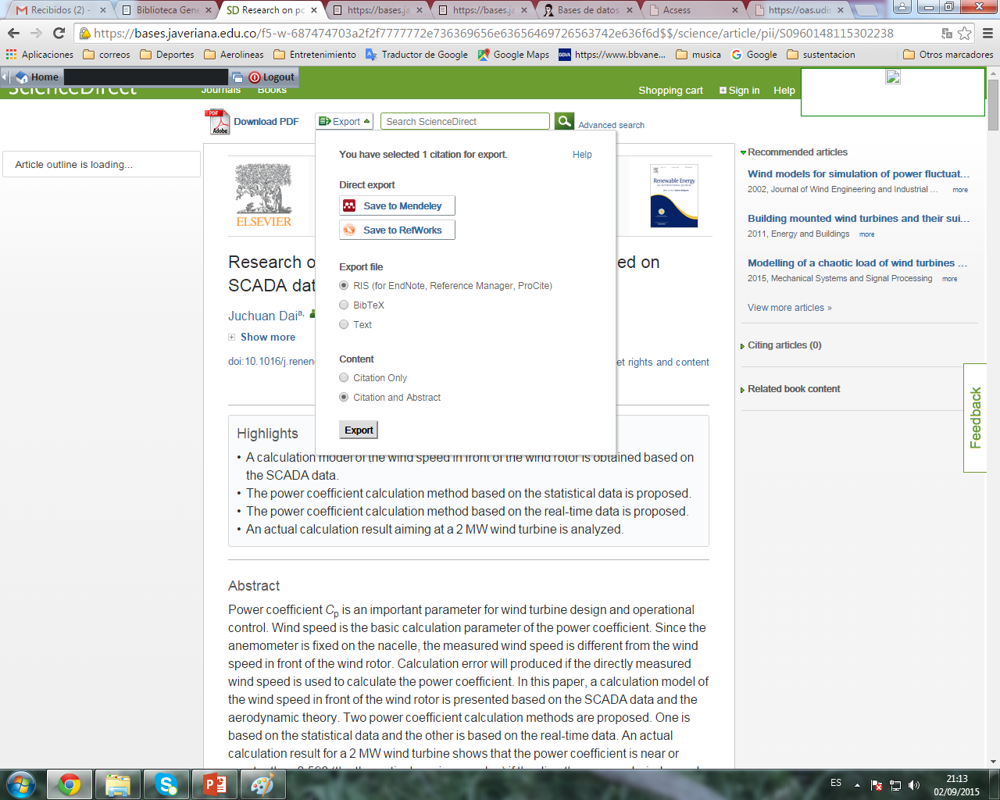 Recibidos (2) -
Biblioteca Gene
SD Research on po
https://bases.ja
https://bases.ja
Bases de datos
Acsess
https://oas.udis
https://bases.javeriana.edu.co/f5-w-687474703a2f2f7777772e736369656e63656469726563742e636f6d$$/science/article/pii/S0960148115302238
Aplicaciones correos Deportes Aerolineas Entretenimiento Traductor de Google Google Maps BBVA https://www.bbvane... musica Google sustentacion Otros marcadores
Home Logout
ScienceDirect Journals Books Shopping cart Sign in Help
PDF Adobe Download PDF Export Search ScienceDirect Advanced search
Article outline is loading...
You have selected 1 citation for export. Help
Direct export
Save to Mendeley
Save to RefWorks
Export file
RIS (for EndNote, Reference Manager, ProCite)
BibTeX
Text
Content
Citation Only
Citation and Abstract
Export
ELSEVIER
Renewable Energy
Research o ed on
SCADA dat
Juchuan Dai a,
Show more
doi:10.1016/j.renen et rights and content
Highlights
• A calculation model of the wind speed in front of the wind rotor is obtained based on
the SCADA data.
• The power coefficient calculation method based on the statistical data is proposed.
• The power coefficient calculation method based on the real-time data is proposed.
• An actual calculation result aiming at a 2 MW wind turbine is analyzed.
Abstract
Power coefficient Cp is an important parameter for wind turbine design and operational
control. Wind speed is the basic calculation parameter of the power coefficient. Since the
anemometer is fixed on the nacelle, the measured wind speed is different from the wind
speed in front of the wind rotor. Calculation error will produced if the directly measured
wind speed is used to calculate the power coefficient. In this paper, a calculation model of
the wind speed in front of the wind rotor is presented based on the SCADA data and the
aerodynamic theory. Two power coefficient calculation methods are proposed. One is
based on the statistical data and the other is based on the real-time data. An actual
calculation result for a 2 MW wind turbine shows that the power coefficient is near or
Recommended articles
Wind models for simulation of power fluctuat...
2002, Journal of Wind Engineering and Industrial ... more
Building mounted wind turbines and their sui...
2011, Energy and Buildings more
Modelling of a chaotic load of wind turbines ...
2015, Mechanical Systems and Signal Processing more
View more articles »
Citing articles (0)
Related book content
Feedback
ES
21:13
02/09/2015